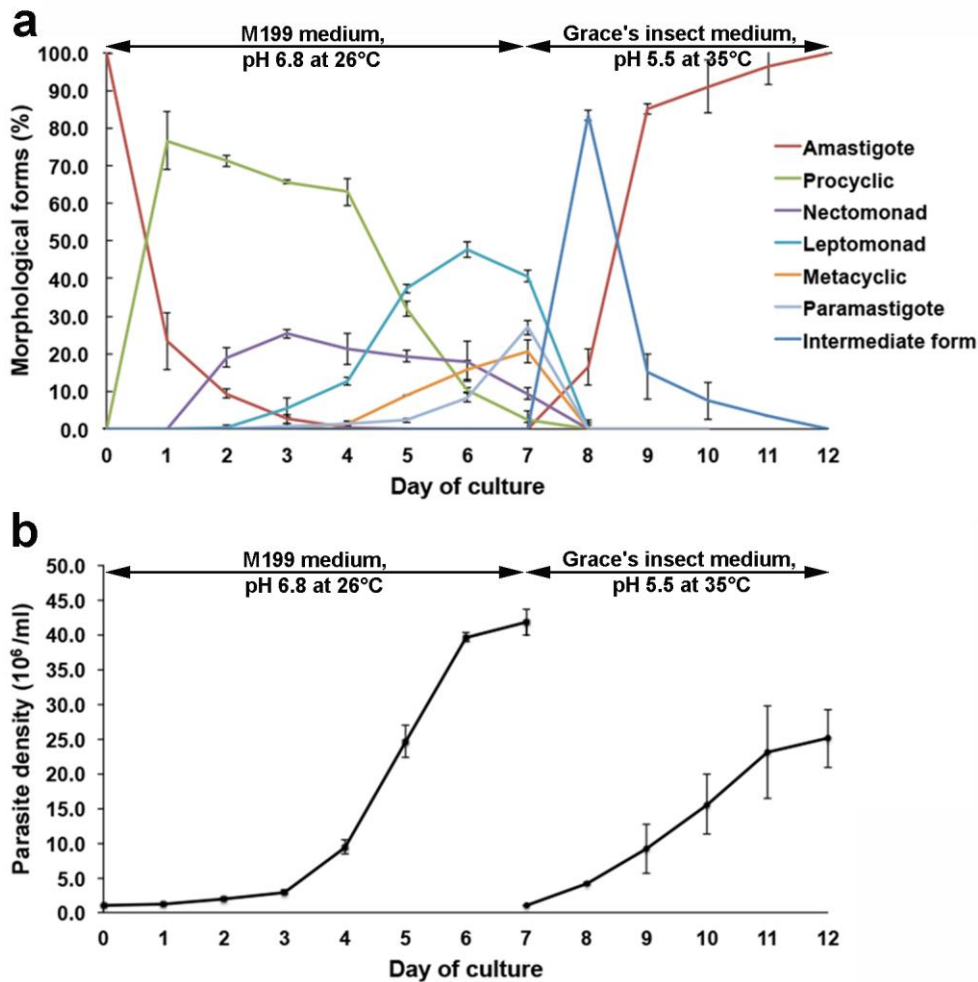 a
M199 medium,
pH 6.8 at 26°C
Grace's insect medium,
pH 5.5 at 35°C
Morphological forms (%)
100.0
90.0
80.0
70.0
60.0
50.0
40.0
30.0
20.0
10.0
0.0
0 1 2 3 4 5 6 7 8 9 10 11 12
Day of culture
Amastigote
Procyclic
Nectomonad
Leptomonad
Metacyclic
Paramastigote
Intermediate form
b
M199 medium,
pH 6.8 at 26°C
Grace's insect medium,
pH 5.5 at 35°C
Parasite density (10⁶/ml)
50.0
45.0
40.0
35.0
30.0
25.0
20.0
15.0
10.0
5.0
0.0
0 1 2 3 4 5 6 7 8 9 10 11 12
Day of culture